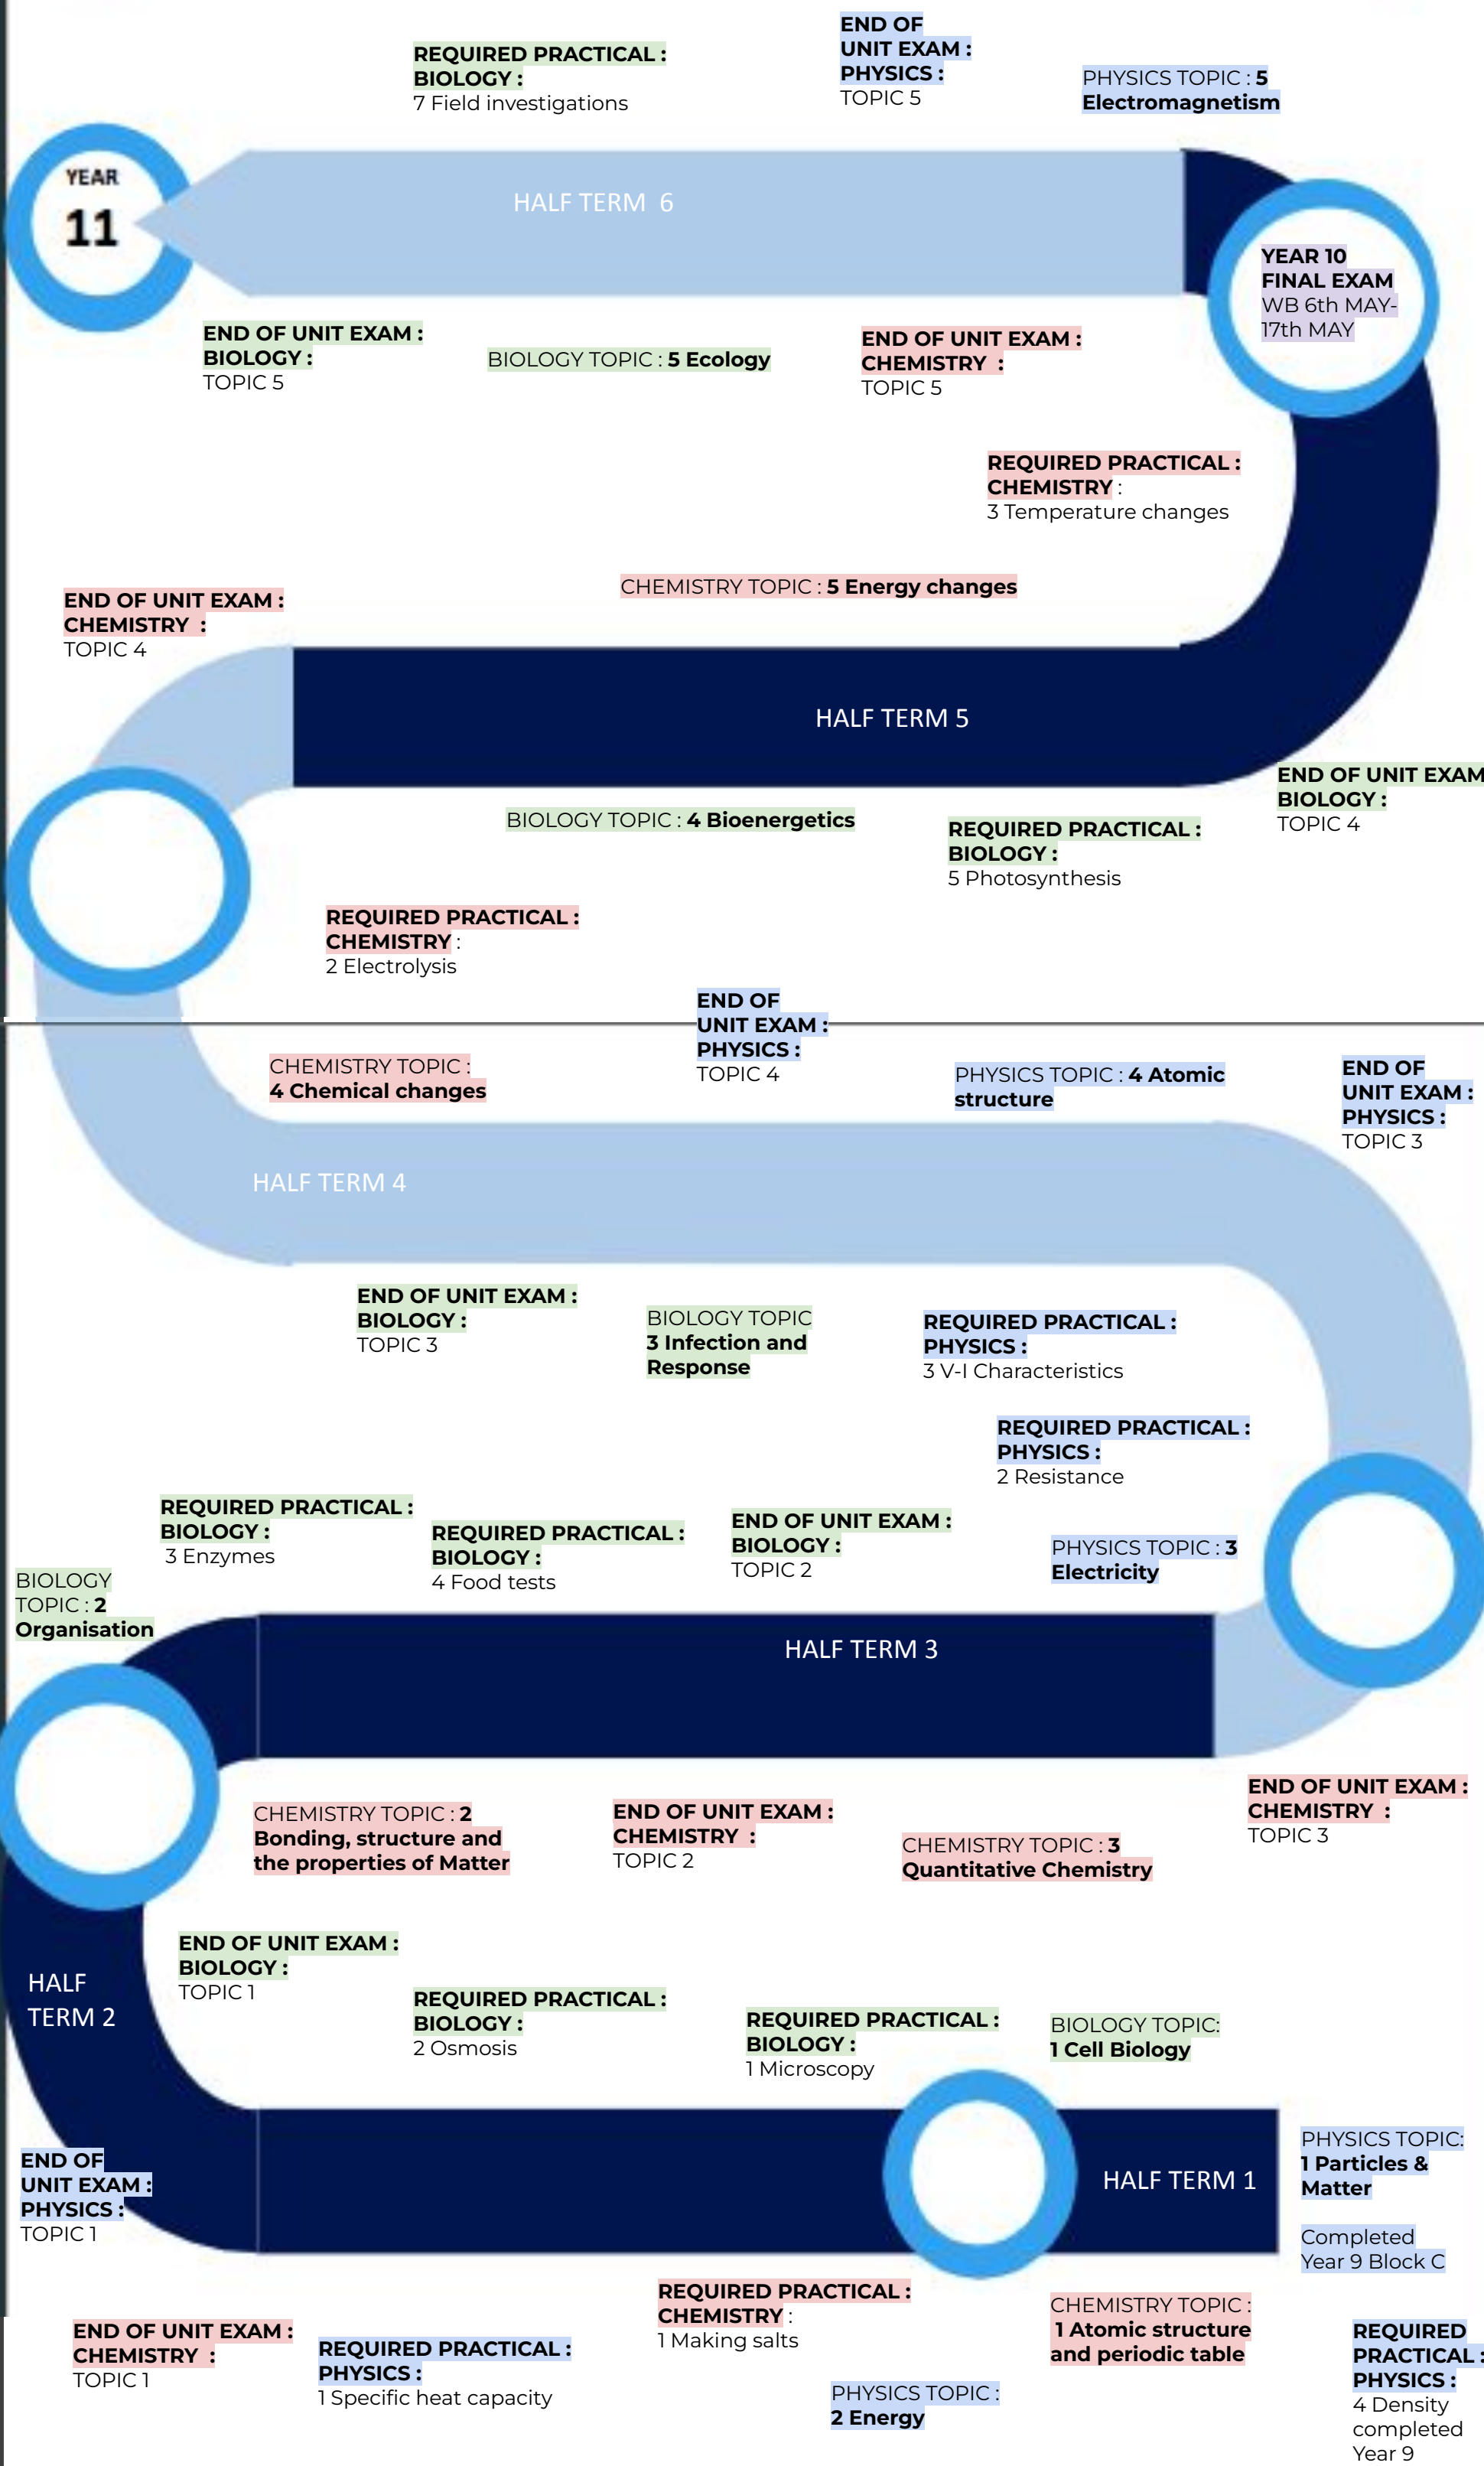 REQUIRED PRACTICAL :
BIOLOGY :
7 Field investigations
END OF
UNIT EXAM :
PHYSICS :
TOPIC 5
PHYSICS TOPIC : 5
Electromagnetism
YEAR
11
HALF TERM 6
YEAR 10
FINAL EXAM
WB 6th MAY-
17th MAY
END OF UNIT EXAM :
BIOLOGY :
TOPIC 5
BIOLOGY TOPIC : 5 Ecology
END OF UNIT EXAM :
CHEMISTRY :
TOPIC 5
REQUIRED PRACTICAL :
CHEMISTRY :
3 Temperature changes
CHEMISTRY TOPIC : 5 Energy changes
END OF UNIT EXAM :
CHEMISTRY :
TOPIC 4
HALF TERM 5
END OF UNIT EXAM
BIOLOGY :
TOPIC 4
BIOLOGY TOPIC : 4 Bioenergetics
REQUIRED PRACTICAL :
BIOLOGY :
5 Photosynthesis
REQUIRED PRACTICAL :
CHEMISTRY :
2 Electrolysis
END OF
UNIT EXAM :
PHYSICS :
TOPIC 4
CHEMISTRY TOPIC :
4 Chemical changes
PHYSICS TOPIC : 4 Atomic
structure
END OF
UNIT EXAM :
PHYSICS :
TOPIC 3
HALF TERM 4
END OF UNIT EXAM :
BIOLOGY :
TOPIC 3
BIOLOGY TOPIC
3 Infection and
Response
REQUIRED PRACTICAL :
PHYSICS :
3 V-I Characteristics
REQUIRED PRACTICAL :
PHYSICS :
2 Resistance
REQUIRED PRACTICAL :
BIOLOGY :
3 Enzymes
REQUIRED PRACTICAL :
BIOLOGY :
4 Food tests
END OF UNIT EXAM :
BIOLOGY :
TOPIC 2
PHYSICS TOPIC : 3
Electricity
BIOLOGY
TOPIC : 2
Organisation
HALF TERM 3
END OF UNIT EXAM :
CHEMISTRY :
TOPIC 3
CHEMISTRY TOPIC : 2
Bonding, structure and
the properties of Matter
END OF UNIT EXAM :
CHEMISTRY :
TOPIC 2
CHEMISTRY TOPIC : 3
Quantitative Chemistry
END OF UNIT EXAM :
BIOLOGY :
TOPIC 1
HALF
TERM 2
REQUIRED PRACTICAL :
BIOLOGY :
2 Osmosis
REQUIRED PRACTICAL :
BIOLOGY :
1 Microscopy
BIOLOGY TOPIC:
1 Cell Biology
HALF TERM 1
PHYSICS TOPIC:
1 Particles &
Matter
Completed
Year 9 Block C
END OF
UNIT EXAM :
PHYSICS :
TOPIC 1
REQUIRED PRACTICAL :
CHEMISTRY :
1 Making salts
CHEMISTRY TOPIC :
1 Atomic structure
and periodic table
END OF UNIT EXAM :
CHEMISTRY :
TOPIC 1
REQUIRED PRACTICAL :
PHYSICS :
1 Specific heat capacity
PHYSICS TOPIC :
2 Energy
REQUIRED
PRACTICAL :
PHYSICS :
4 Density
completed
Year 9